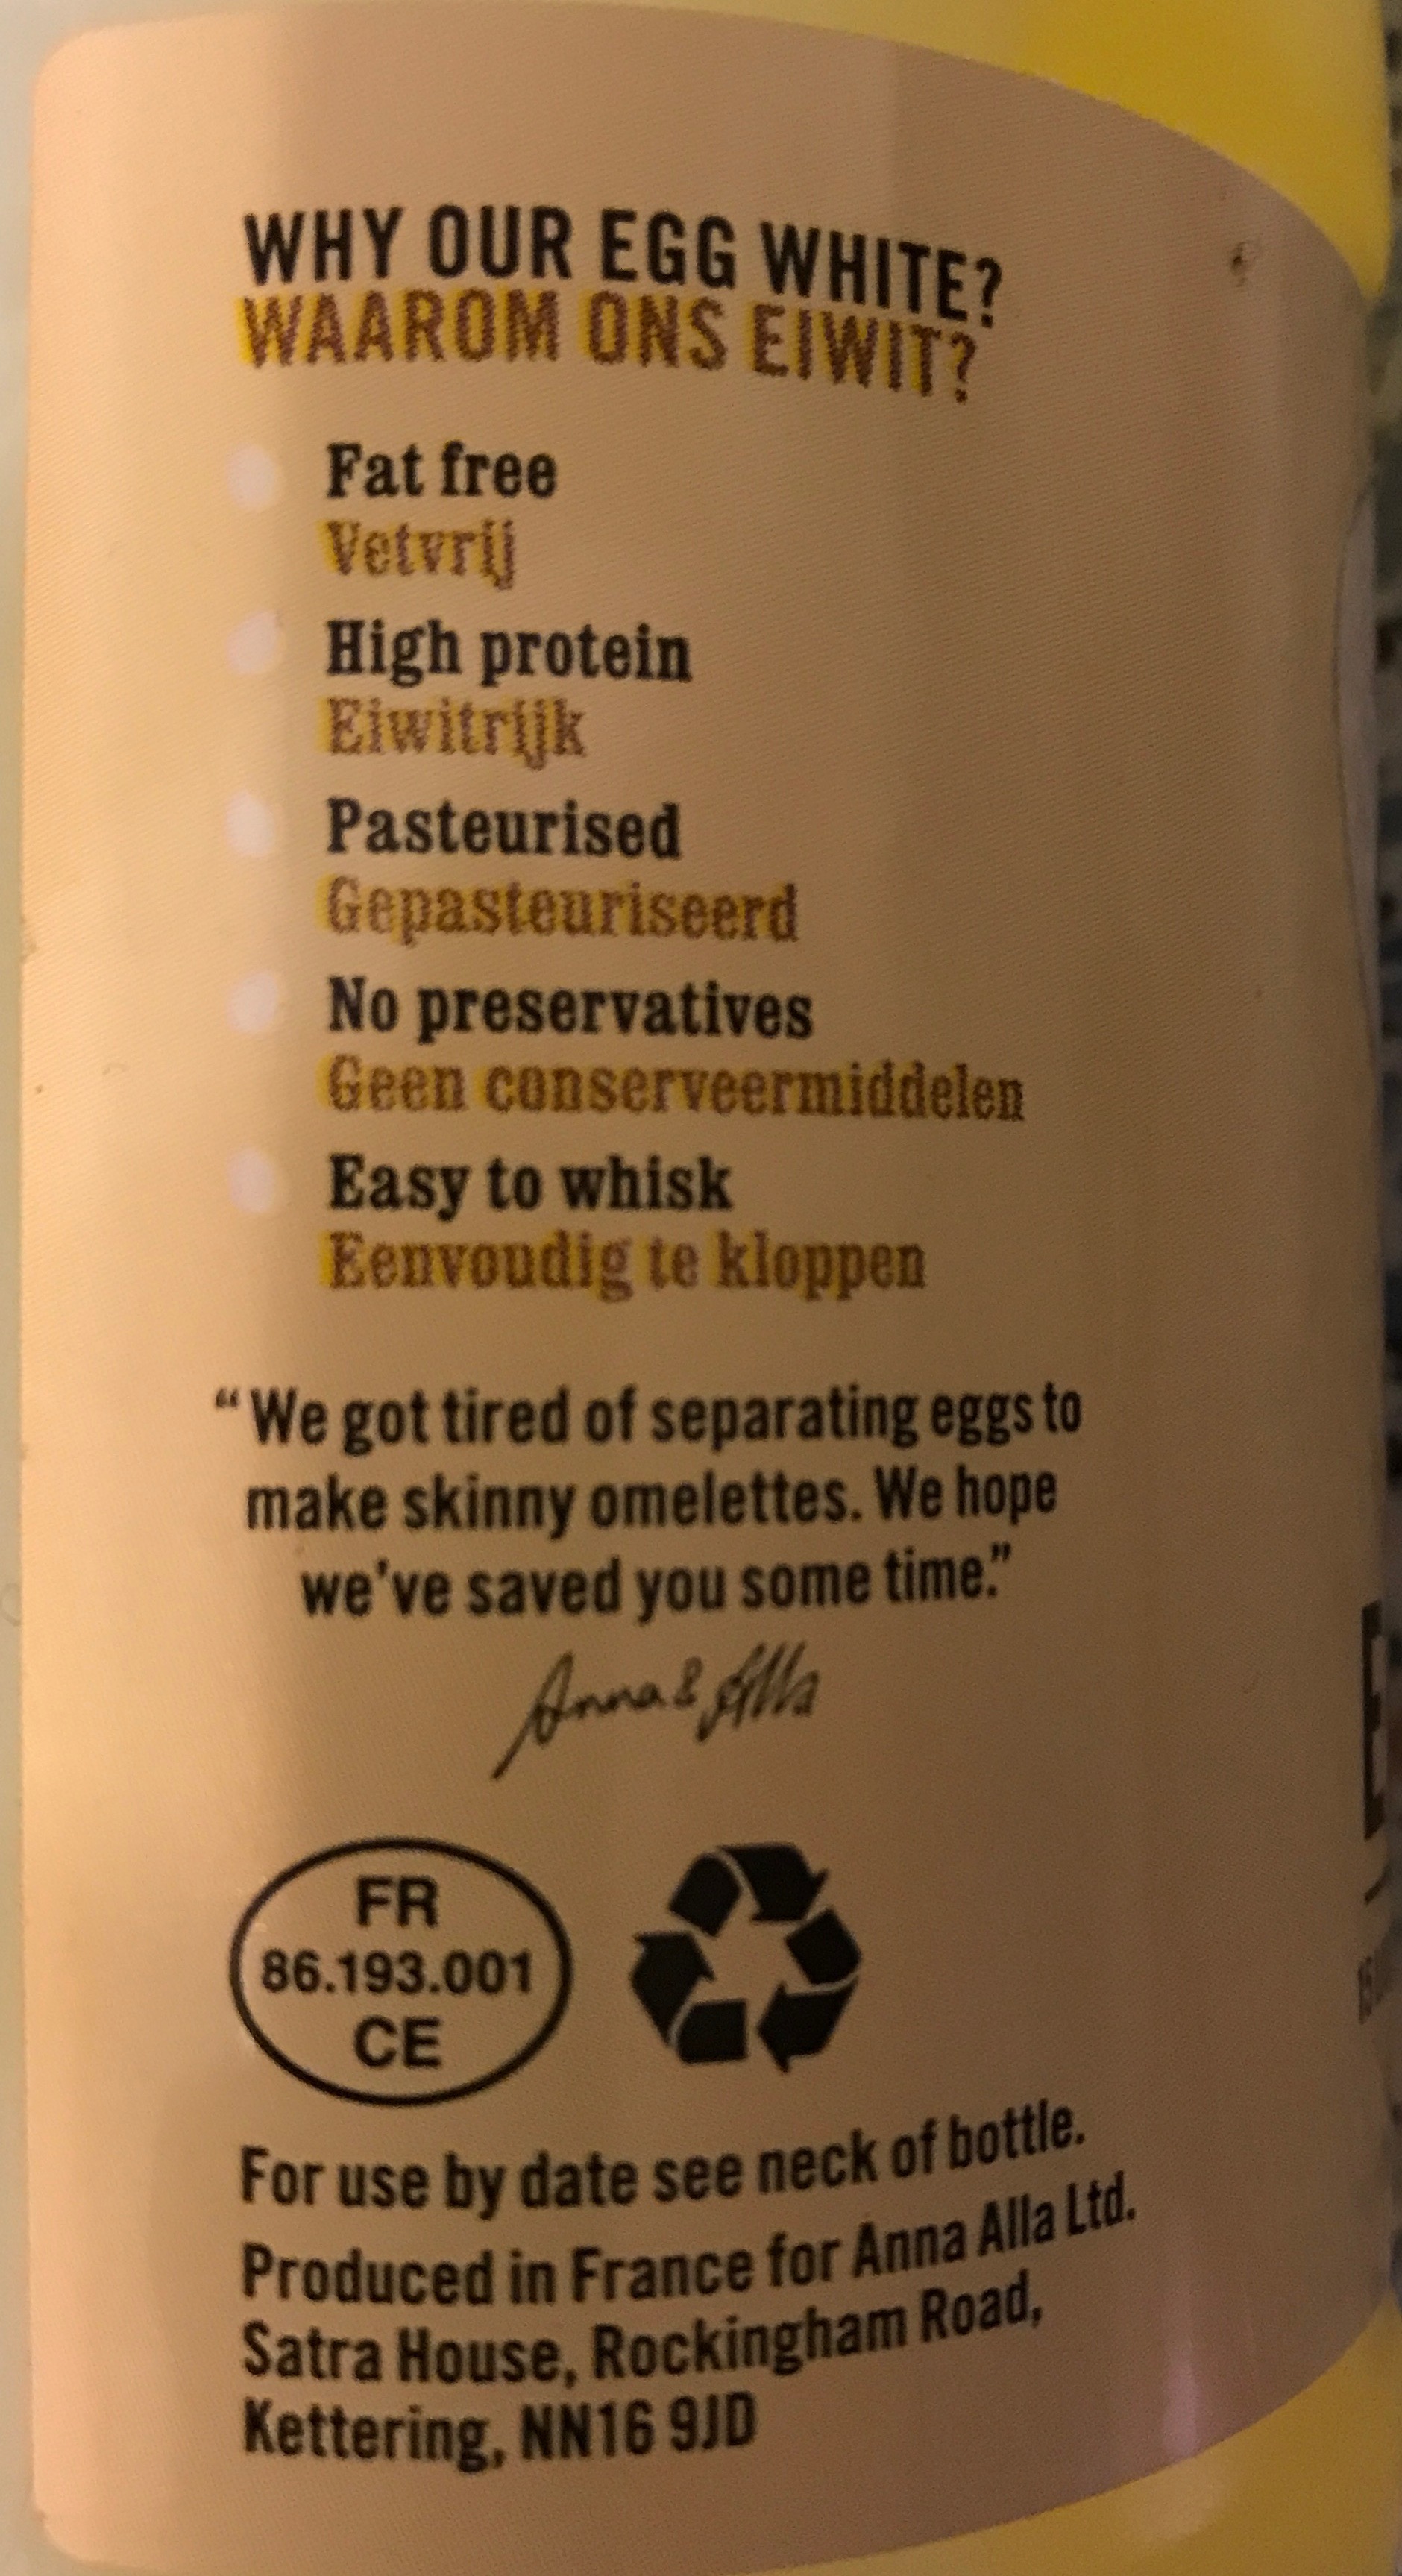 WHY OUR EGG WHITE?
WAAROM ONS EIWIT?
Fat free
Vetvrij
High protein
Eiwitrijk
Pasteurised
Gepasteuriseerd
No preservatives
Geen conserveermiddelen
Easy to whisk
Eenvoudig te kloppen
“We got tired of separating eggs to
make skinny omelettes. We hope
we’ve saved you some time.”
Anna & Alla
FR
86.193.001
CE
For use by date see neck of bottle.
Produced in France for Anna Alla Ltd.
Satra House, Rockingham Road,
Kettering, NN16 9JD